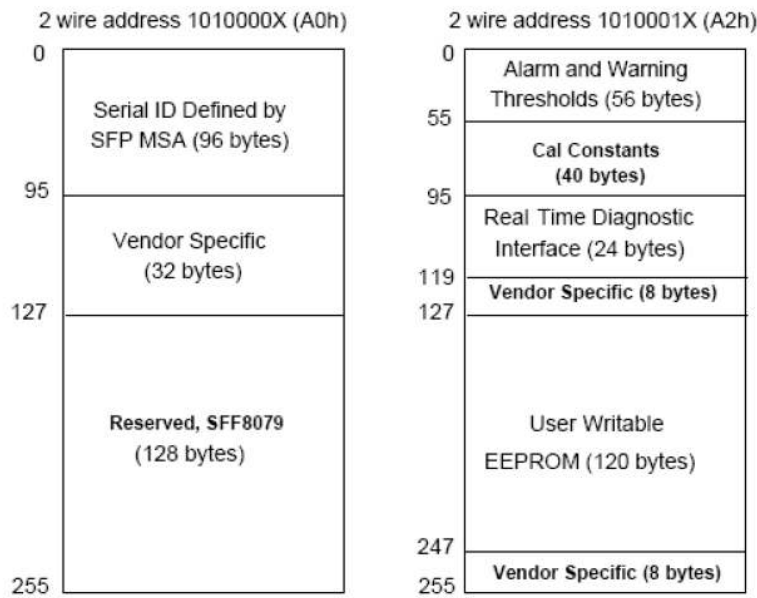 2 wire address 1010000X (A0h)
0
Serial ID Defined by
SFP MSA (96 bytes)
95
Vendor Specific
(32 bytes)
127
Reserved, SFF8079
(128 bytes)
255
2 wire address 1010001X (A2h)
0
Alarm and Warning
Thresholds (56 bytes)
55
Cal Constants
(40 bytes)
95
Real Time Diagnostic
Interface (24 bytes)
119
Vendor Specific (8 bytes)
127
User Writable
EEPROM (120 bytes)
247
Vendor Specific (8 bytes)
255